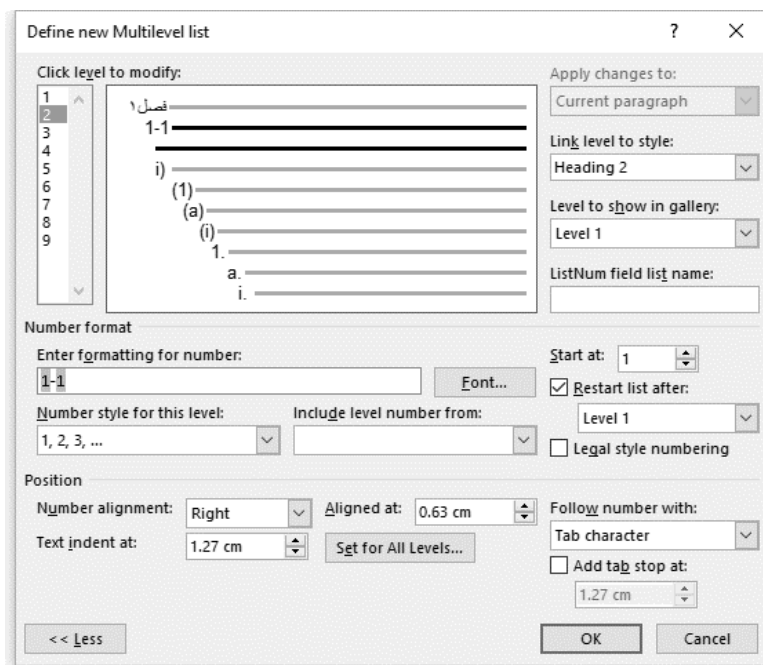 Define new Multilevel list ? ×
Click level to modify:
1
2
3
4
5
6
7
8
9
فصل ۱
1-1
i)
(1)
(a)
(i)
1.
a.
i.
Apply changes to:
Current paragraph
Link level to style:
Heading 2
Level to show in gallery:
Level 1
ListNum field list name:
Number format
Enter formatting for number:
1-1
Font...
Number style for this level:
1, 2, 3, ...
Include level number from:
Start at: 1
Restart list after:
Level 1
Legal style numbering
Position
Number alignment: Right
Aligned at: 0.63 cm
Text indent at: 1.27 cm
Set for All Levels...
Follow number with:
Tab character
Add tab stop at:
1.27 cm
<< Less
OK
Cancel